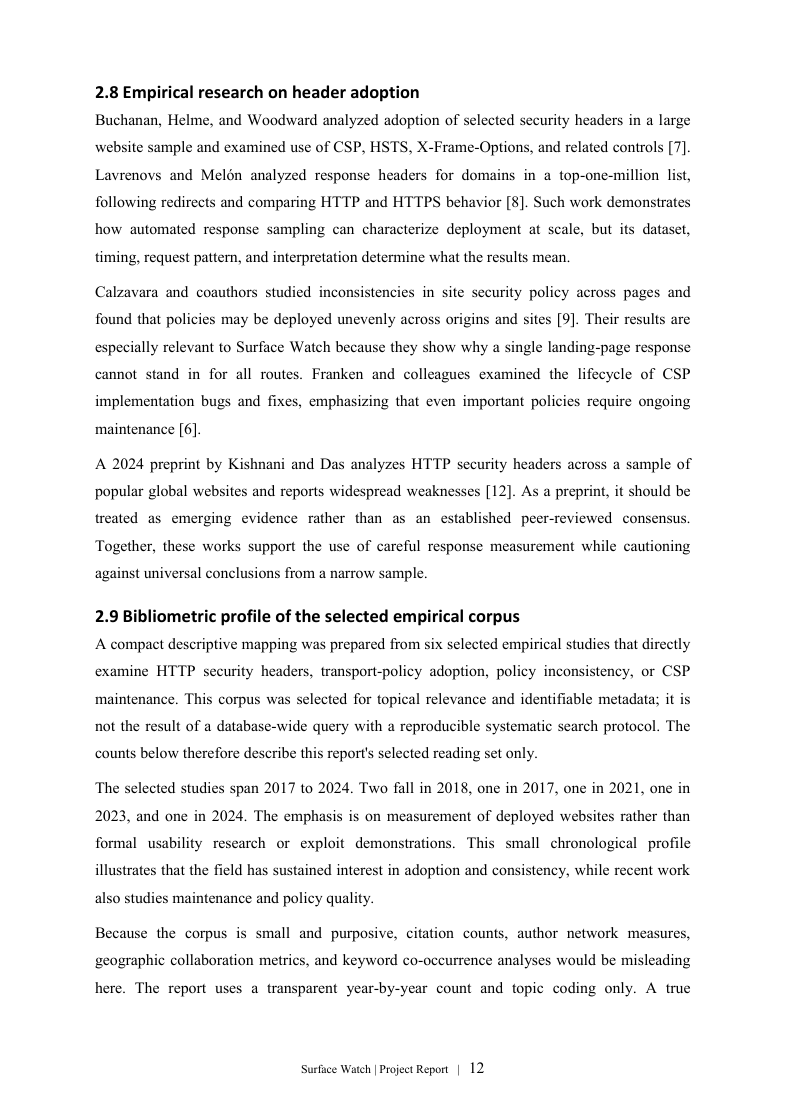 2.8 Empirical research on header adoption
Buchanan, Helme, and Woodward analyzed adoption of selected security headers in a large
website sample and examined use of CSP, HSTS, X-Frame-Options, and related controls [7].
Lavrenovs and Melón analyzed response headers for domains in a top-one-million list,
following redirects and comparing HTTP and HTTPS behavior [8]. Such work demonstrates
how automated response sampling can characterize deployment at scale, but its dataset,
timing, request pattern, and interpretation determine what the results mean.
Calzavara and coauthors studied inconsistencies in site security policy across pages and
found that policies may be deployed unevenly across origins and sites [9]. Their results are
especially relevant to Surface Watch because they show why a single landing-page response
cannot stand in for all routes. Franken and colleagues examined the lifecycle of CSP
implementation bugs and fixes, emphasizing that even important policies require ongoing
maintenance [6].
A 2024 preprint by Kishnani and Das analyzes HTTP security headers across a sample of
popular global websites and reports widespread weaknesses [12]. As a preprint, it should be
treated as emerging evidence rather than as an established peer-reviewed consensus.
Together, these works support the use of careful response measurement while cautioning
against universal conclusions from a narrow sample.
2.9 Bibliometric profile of the selected empirical corpus
A compact descriptive mapping was prepared from six selected empirical studies that directly
examine HTTP security headers, transport-policy adoption, policy inconsistency, or CSP
maintenance. This corpus was selected for topical relevance and identifiable metadata; it is
not the result of a database-wide query with a reproducible systematic search protocol. The
counts below therefore describe this report's selected reading set only.
The selected studies span 2017 to 2024. Two fall in 2018, one in 2017, one in 2021, one in
2023, and one in 2024. The emphasis is on measurement of deployed websites rather than
formal usability research or exploit demonstrations. This small chronological profile
illustrates that the field has sustained interest in adoption and consistency, while recent work
also studies maintenance and policy quality.
Because the corpus is small and purposive, citation counts, author network measures,
geographic collaboration metrics, and keyword co-occurrence analyses would be misleading
here. The report uses a transparent year-by-year count and topic coding only. A true
Surface Watch | Project Report | 12